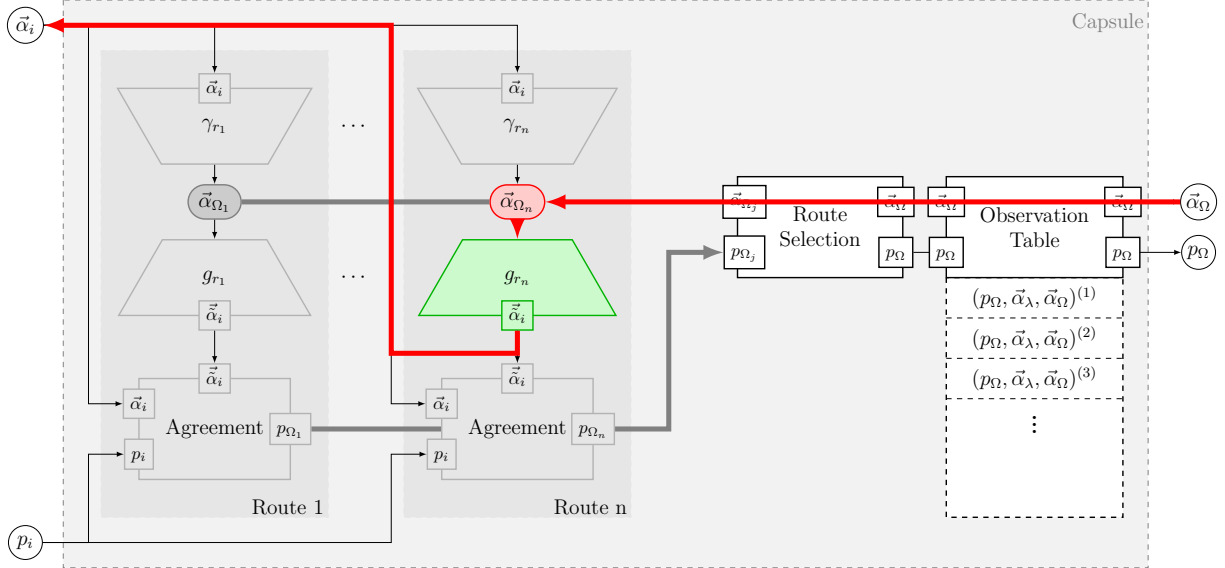 α⃗_i
Capsule
α⃗_i
α⃗_i
γ_{r_1}
...
γ_{r_n}
α⃗_{Ω_1}
α⃗_{Ω_n}
α⃗_{Ω_j}
Route
Selection
α⃗_Ω
α⃗_Ω
Observation
Table
α⃗_Ω
α⃗_Ω
p_{Ω_j}
p_Ω
p_Ω
p_Ω
p_Ω
g_{r_1}
...
g_{r_n}
α̃⃗_i
α̃⃗_i
(p_Ω, α⃗_λ, α⃗_Ω)^{(1)}
(p_Ω, α⃗_λ, α⃗_Ω)^{(2)}
(p_Ω, α⃗_λ, α⃗_Ω)^{(3)}
⋮
α̃⃗_i
α̃⃗_i
α⃗_i
α⃗_i
Agreement
p_{Ω_1}
Agreement
p_{Ω_n}
p_i
p_i
Route 1
Route n
p_i